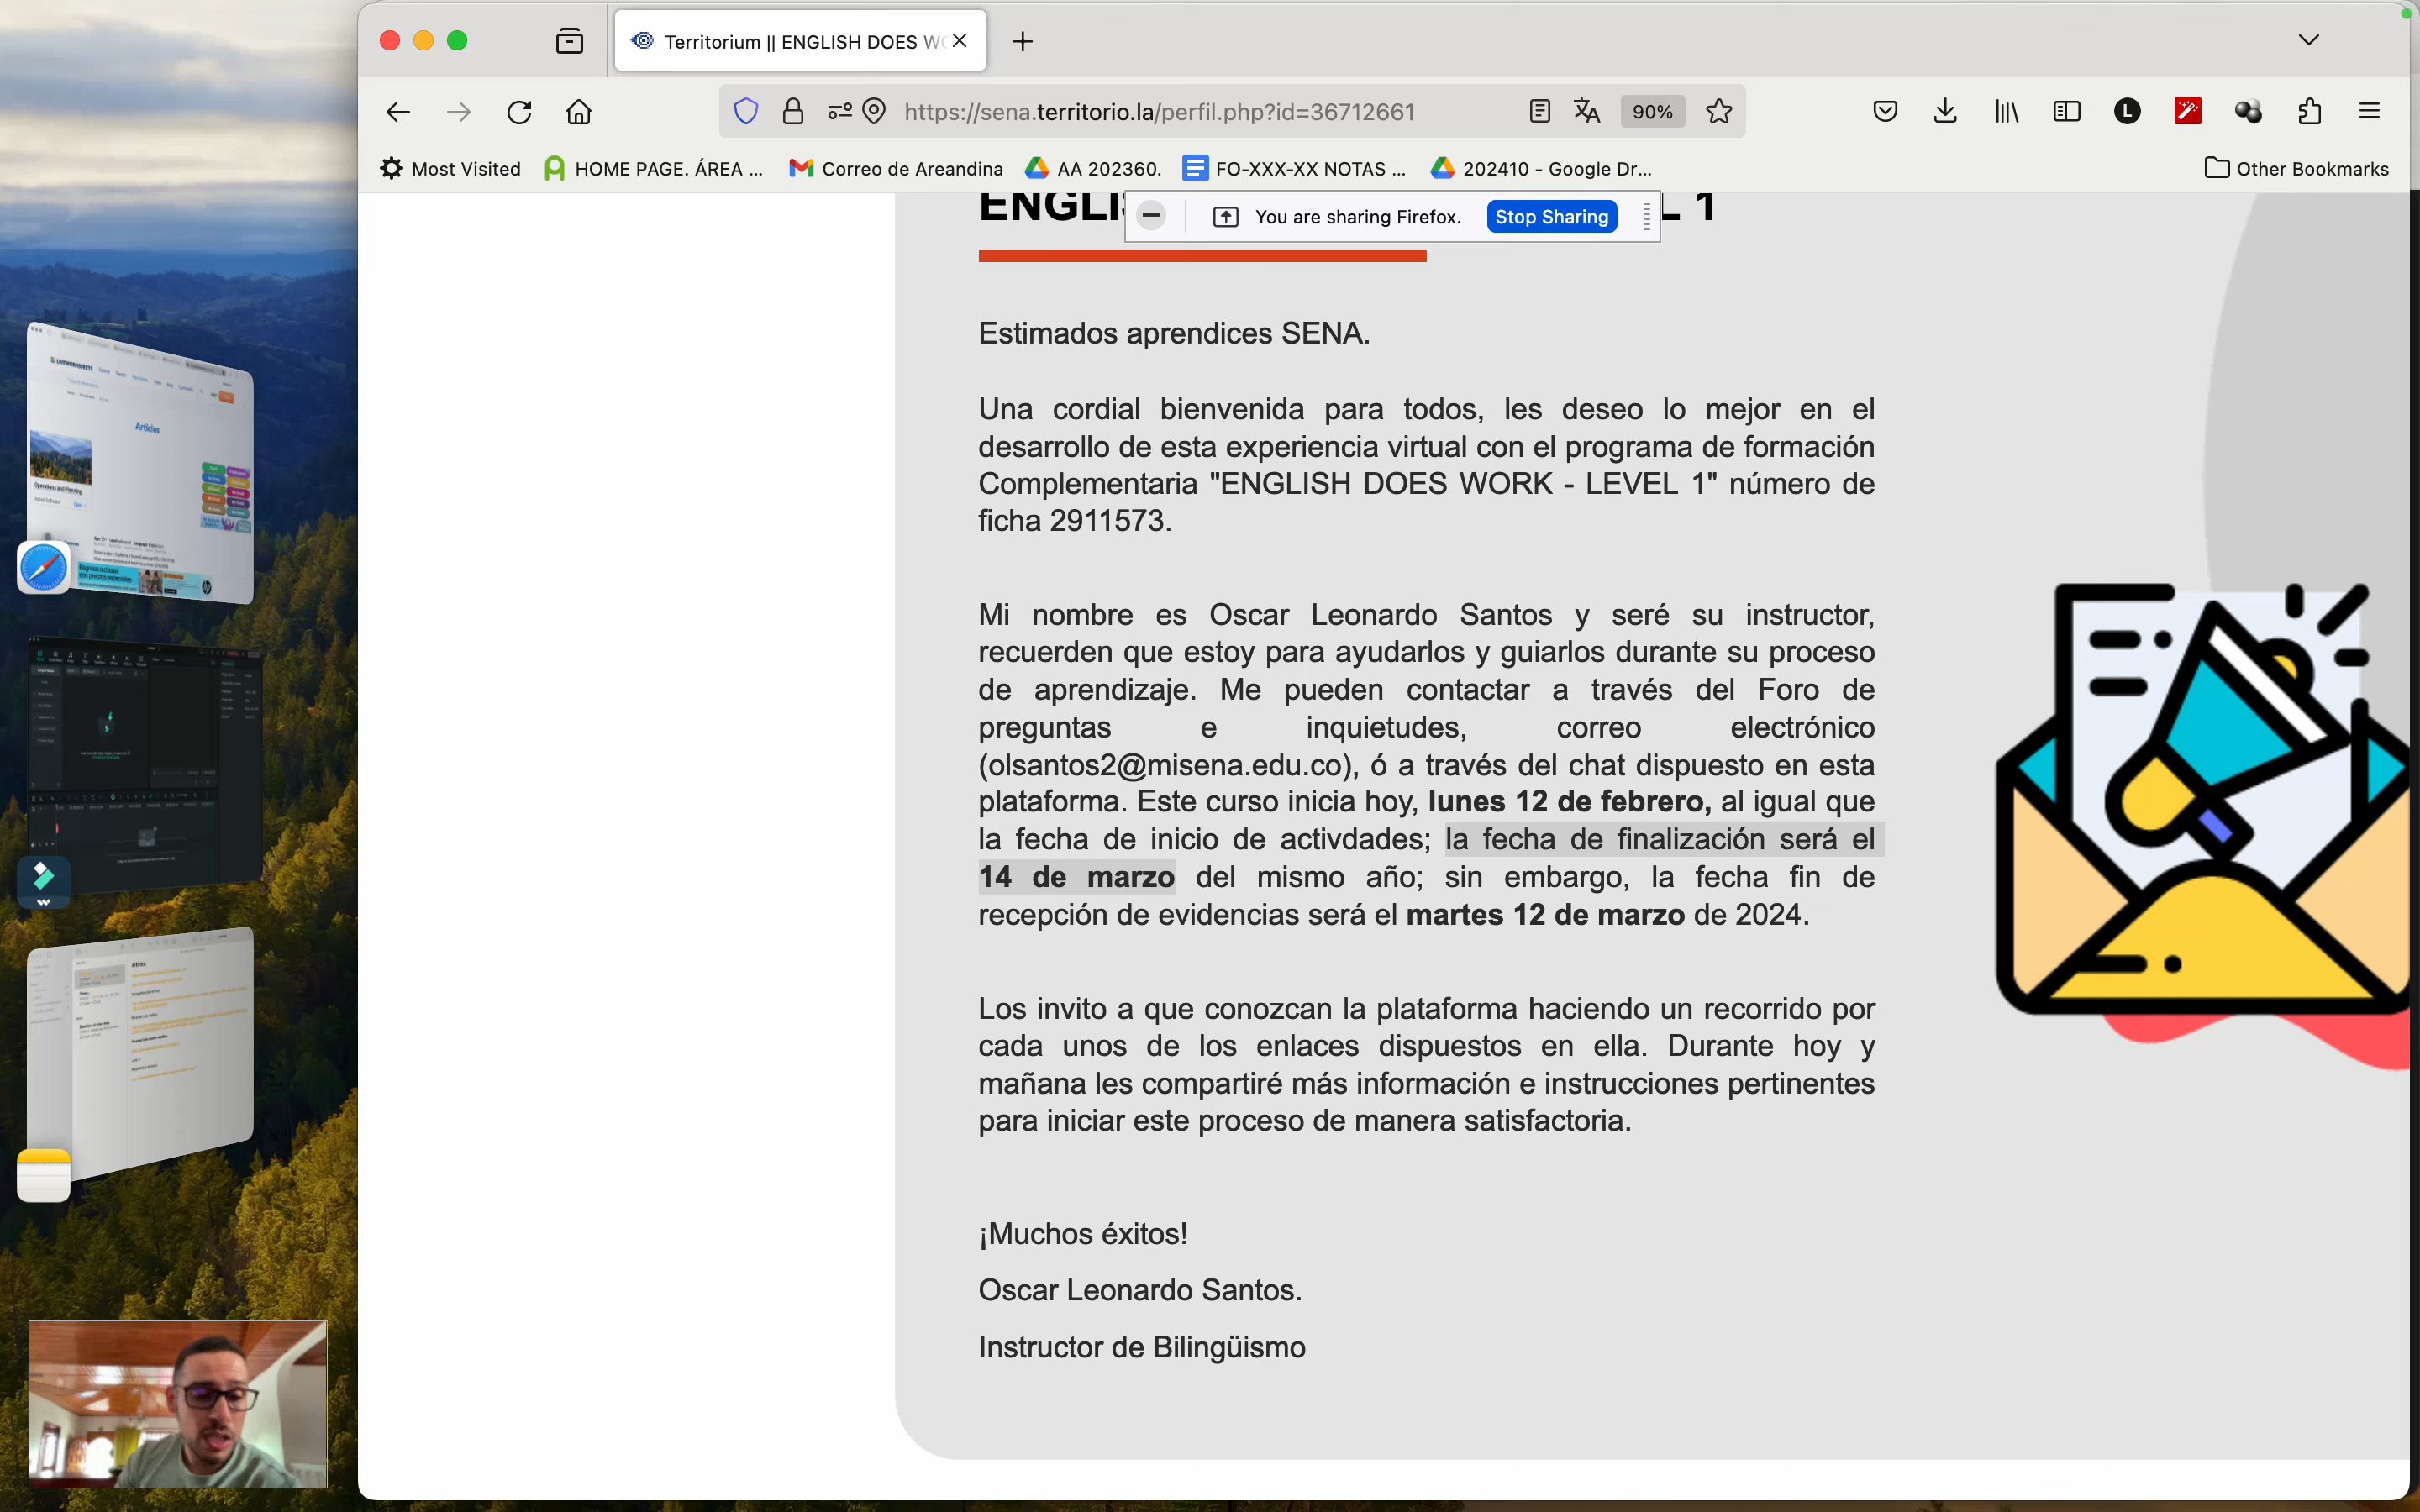 Territorium || ENGLISH DOES WO
https://sena.territorio.la/perfil.php?id=36712661
90%
L
Most Visited
HOME PAGE. ÁREA ...
Correo de Areandina
AA 202360.
FO-XXX-XX NOTAS ...
202410 - Google Dr...
Other Bookmarks
You are sharing Firefox.
Stop Sharing
L 1
Estimados aprendices SENA.
Una cordial bienvenida para todos, les deseo lo mejor en el
desarrollo de esta experiencia virtual con el programa de formación
Complementaria "ENGLISH DOES WORK - LEVEL 1" número de
ficha 2911573.
Mi nombre es Oscar Leonardo Santos y seré su instructor,
recuerden que estoy para ayudarlos y guiarlos durante su proceso
de aprendizaje. Me pueden contactar a través del Foro de
preguntas e inquietudes, correo electrónico
(olsantos2@misena.edu.co), ó a través del chat dispuesto en esta
plataforma. Este curso inicia hoy, lunes 12 de febrero, al igual que
la fecha de inicio de activdades; la fecha de finalización será el
14 de marzo del mismo año; sin embargo, la fecha fin de
recepción de evidencias será el martes 12 de marzo de 2024.
Los invito a que conozcan la plataforma haciendo un recorrido por
cada unos de los enlaces dispuestos en ella. Durante hoy y
mañana les compartiré más información e instrucciones pertinentes
para iniciar este proceso de manera satisfactoria.
¡Muchos éxitos!
Oscar Leonardo Santos.
Instructor de Bilingüismo
LIVEWORKSHEETS
Articles
Operations and Planning